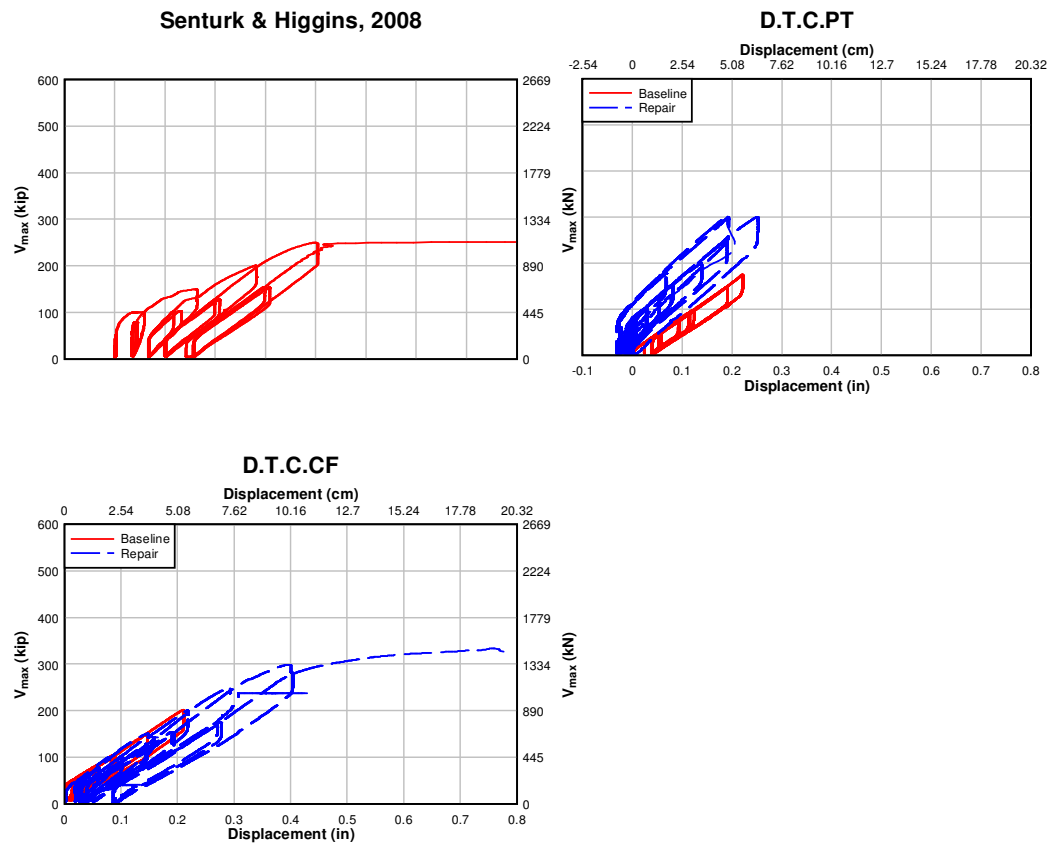 Senturk & Higgins, 2008
600
500
400
300
200
100
0
V_max (kip)
2669
2224
1779
1334
890
445
0
V_max (kN)
D.T.C.PT
Displacement (cm)
-2.54 0 2.54 5.08 7.62 10.16 12.7 15.24 17.78 20.32
Baseline
Repair
-0.1 0 0.1 0.2 0.3 0.4 0.5 0.6 0.7 0.8
Displacement (in)
D.T.C.CF
Displacement (cm)
0 2.54 5.08 7.62 10.16 12.7 15.24 17.78 20.32
Baseline
Repair
600
500
400
300
200
100
0
V_max (kip)
2669
2224
1779
1334
890
445
0
V_max (kN)
0 0.1 0.2 0.3 0.4 0.5 0.6 0.7 0.8
Displacement (in)